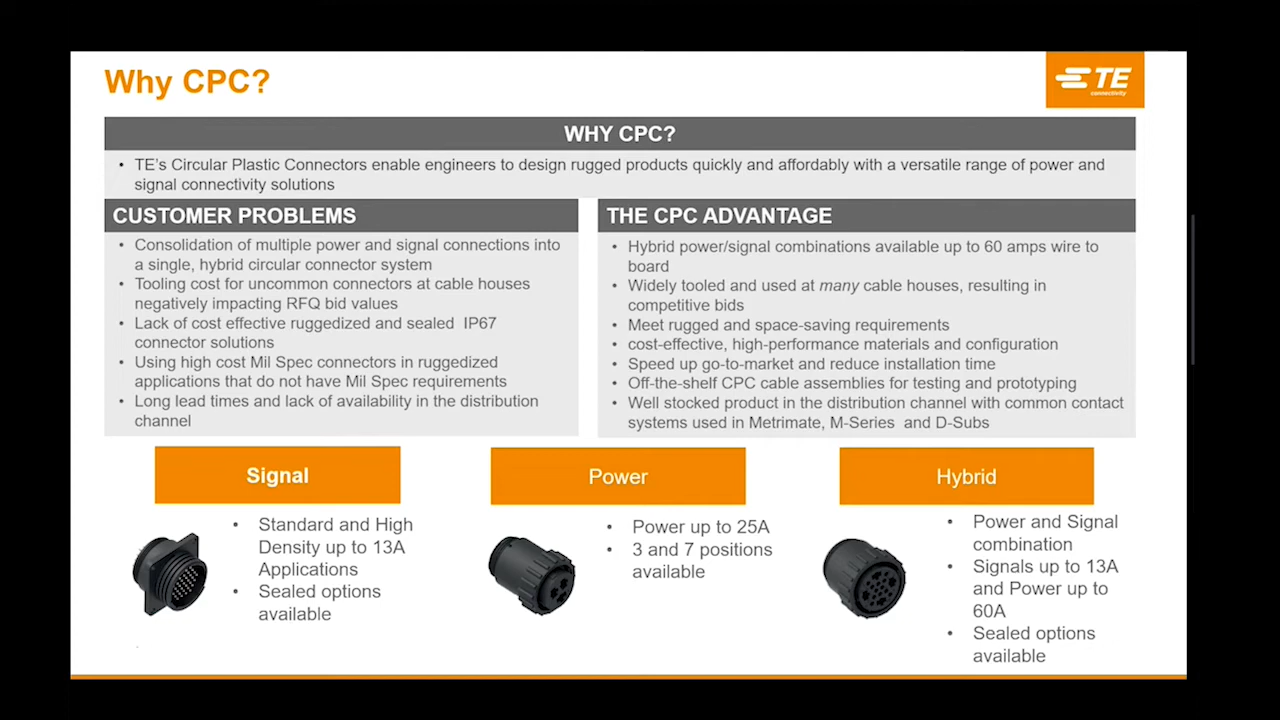 Why CPC?
TE
connectivity
WHY CPC?
• TE's Circular Plastic Connectors enable engineers to design rugged products quickly and affordably with a versatile range of power and
signal connectivity solutions
CUSTOMER PROBLEMS
• Consolidation of multiple power and signal connections into
a single, hybrid circular connector system
• Tooling cost for uncommon connectors at cable houses
negatively impacting RFQ bid values
• Lack of cost effective ruggedized and sealed IP67
connector solutions
• Using high cost Mil Spec connectors in ruggedized
applications that do not have Mil Spec requirements
• Long lead times and lack of availability in the distribution
channel
THE CPC ADVANTAGE
• Hybrid power/signal combinations available up to 60 amps wire to
board
• Widely tooled and used at many cable houses, resulting in
competitive bids
• Meet rugged and space-saving requirements
• cost-effective, high-performance materials and configuration
• Speed up go-to-market and reduce installation time
• Off-the-shelf CPC cable assemblies for testing and prototyping
• Well stocked product in the distribution channel with common contact
systems used in Metrimate, M-Series and D-Subs
Signal
• Standard and High
Density up to 13A
Applications
• Sealed options
available
Power
• Power up to 25A
• 3 and 7 positions
available
Hybrid
• Power and Signal
combination
• Signals up to 13A
and Power up to
60A
• Sealed options
available